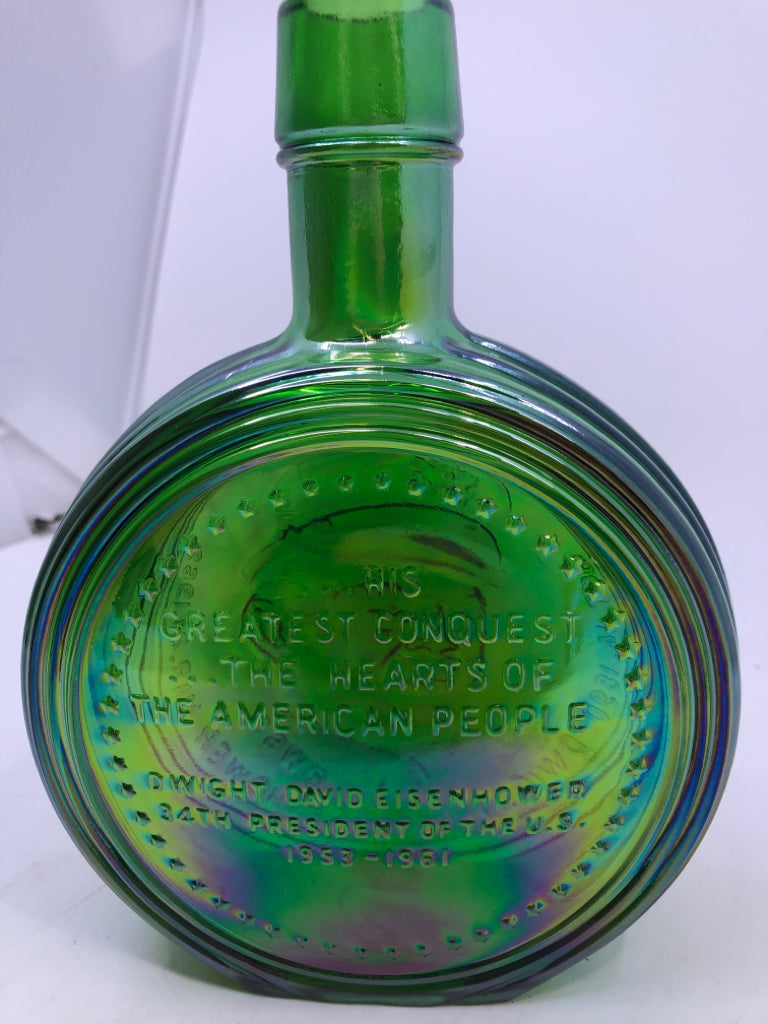 ...HIS
GREATEST CONQUEST
...THE HEARTS OF
THE AMERICAN PEOPLE
DWIGHT DAVID EISENHOWER
34TH PRESIDENT OF THE U.S.
1953-1961